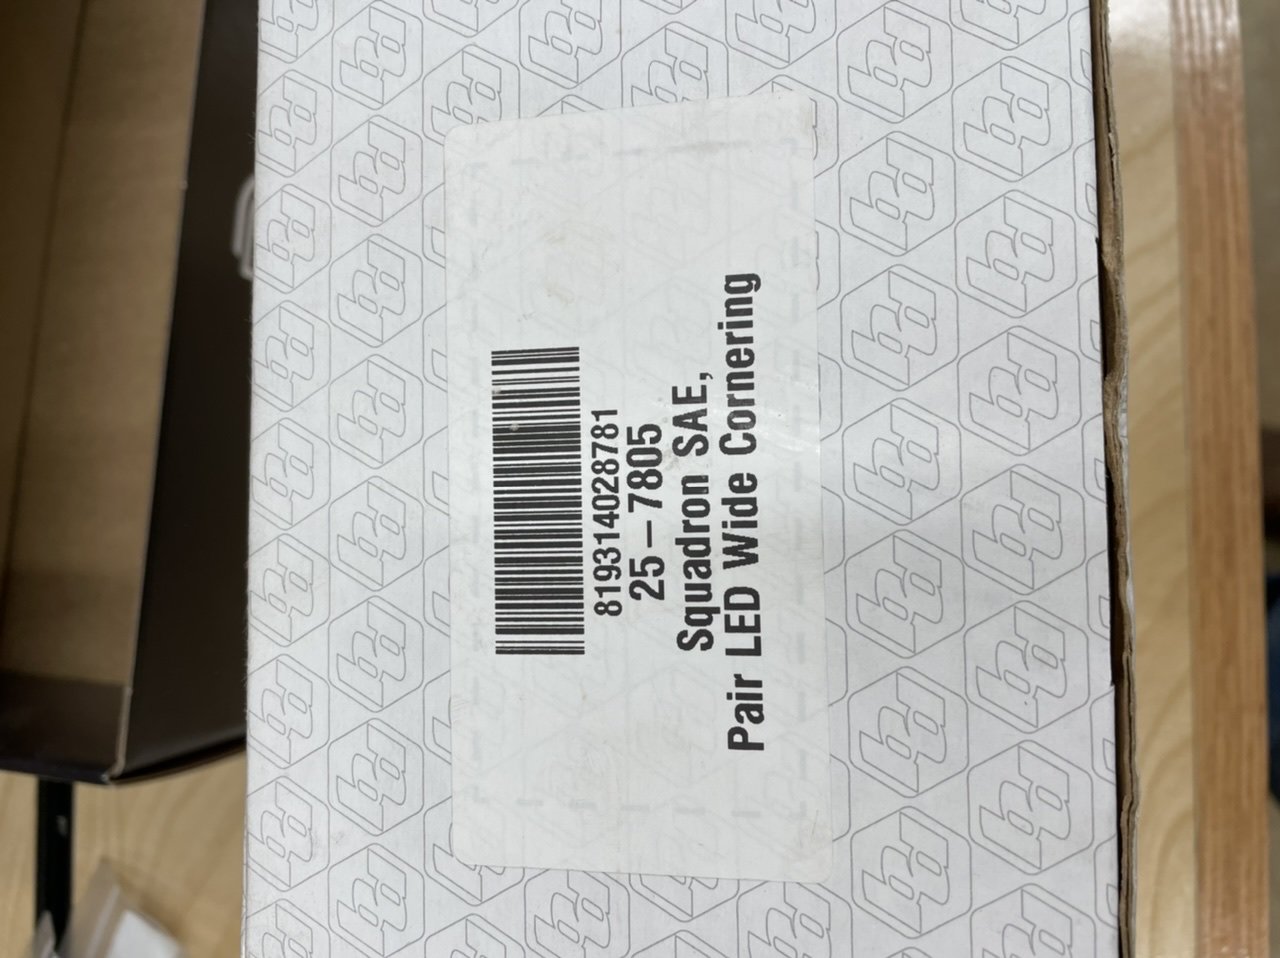 819314028781
25-7805
Squadron SAE,
Pair LED Wide Cornering